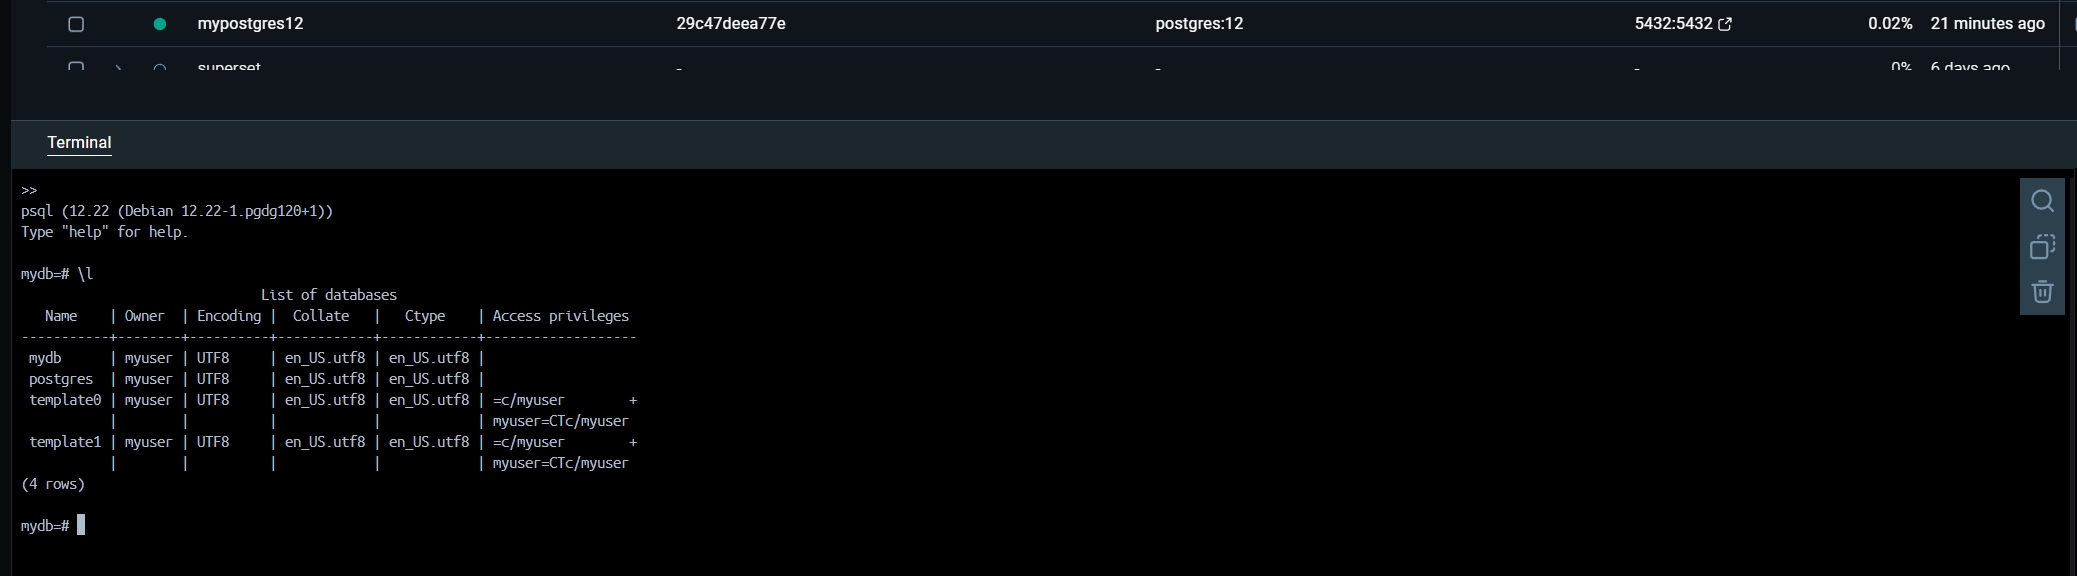 mypostgres12 29c47deea77e postgres:12 5432:5432 0.02% 21 minutes ago
superset - - - 0% 6 days ago
Terminal
>>
psql (12.22 (Debian 12.22-1.pgdg120+1))
Type "help" for help.
mydb=# \l
                              List of databases
   Name    | Owner  | Encoding |  Collate   |   Ctype    | Access privileges
-----------+--------+----------+------------+------------+-------------------
 mydb      | myuser | UTF8     | en_US.utf8 | en_US.utf8 |
 postgres  | myuser | UTF8     | en_US.utf8 | en_US.utf8 |
 template0 | myuser | UTF8     | en_US.utf8 | en_US.utf8 | =c/myuser        +
           |        |          |            |            | myuser=CTc/myuser
 template1 | myuser | UTF8     | en_US.utf8 | en_US.utf8 | =c/myuser        +
           |        |          |            |            | myuser=CTc/myuser
(4 rows)
mydb=#